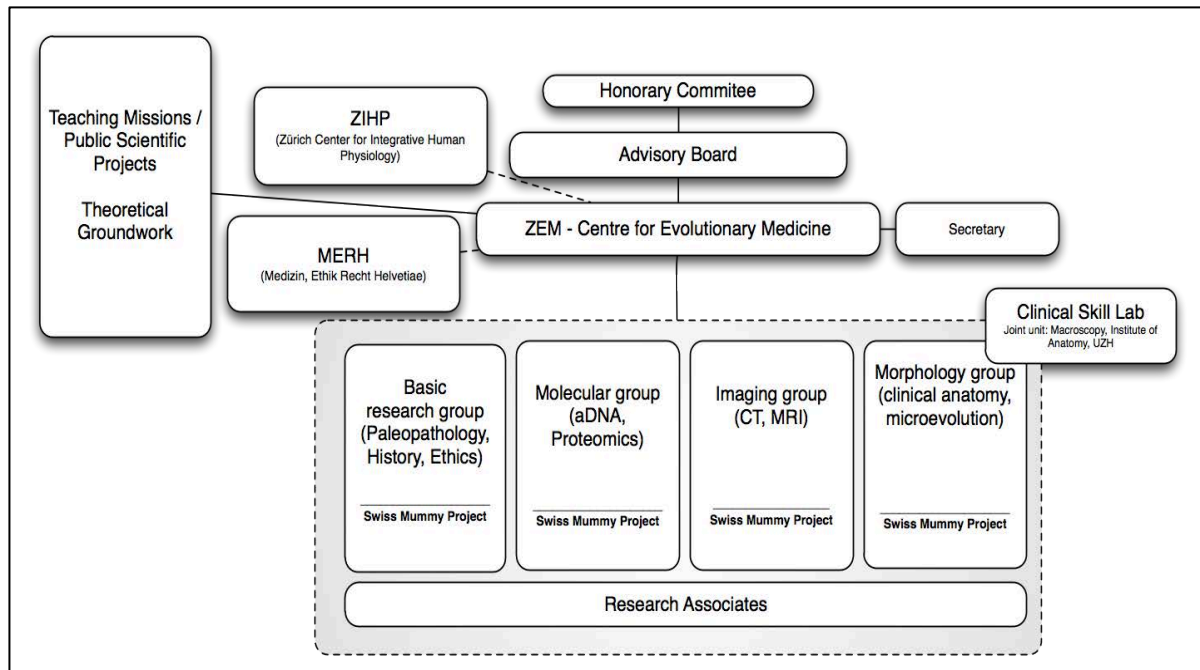 Teaching Missions /
Public Scientific
Projects
Theoretical
Groundwork
ZIHP
(Zürich Center for Integrative Human
Physiology)
MERH
(Medizin, Ethik Recht Helvetiae)
Honorary Commitee
Advisory Board
ZEM - Centre for Evolutionary Medicine
Secretary
Clinical Skill Lab
Joint unit: Macroscopy, Institute of
Anatomy, UZH
Basic
research group
(Paleopathology,
History, Ethics)
Swiss Mummy Project
Molecular group
(aDNA,
Proteomics)
Swiss Mummy Project
Imaging group
(CT, MRI)
Swiss Mummy Project
Morphology group
(clinical anatomy,
microevolution)
Swiss Mummy Project
Research Associates